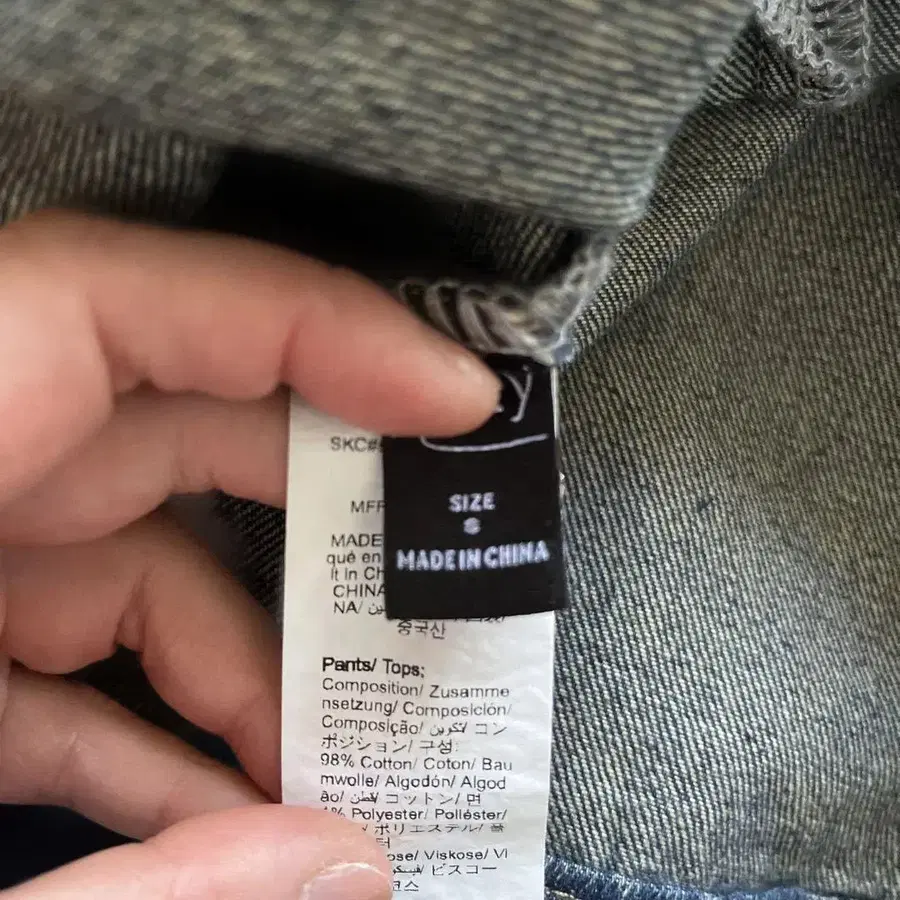 SIZE
S
MADE IN CHINA
SKC#
MADE
qué en
It In Ch
CHINA
NA/
중국산
Pants/ Tops;
Composition/ Zusamme
nsetzung/ Composición/
Composição/ تكوين/ コン
ポジション/ 구성:
98% Cotton/ Coton/ Bau
mwolle/ Algodón/ Algod
ão/ قطن/ コットン/ 면
% Polyester/ Polléster/
ポリエステル/ 폴
터
ose/ Viskose/ Vi
ビスコー
코스